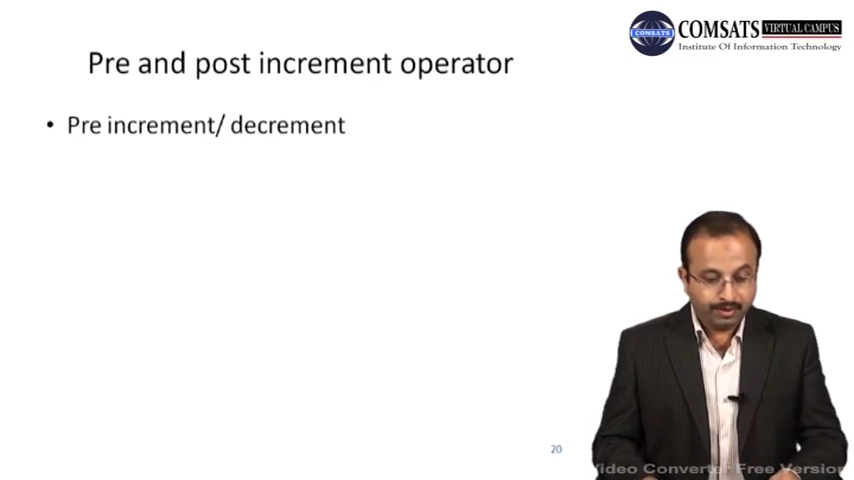 COMSATS VIRTUAL CAMPUS
COMSATS
Institute Of Information Technology
Pre and post increment operator
• Pre increment/ decrement
20
Video Converter Free Version